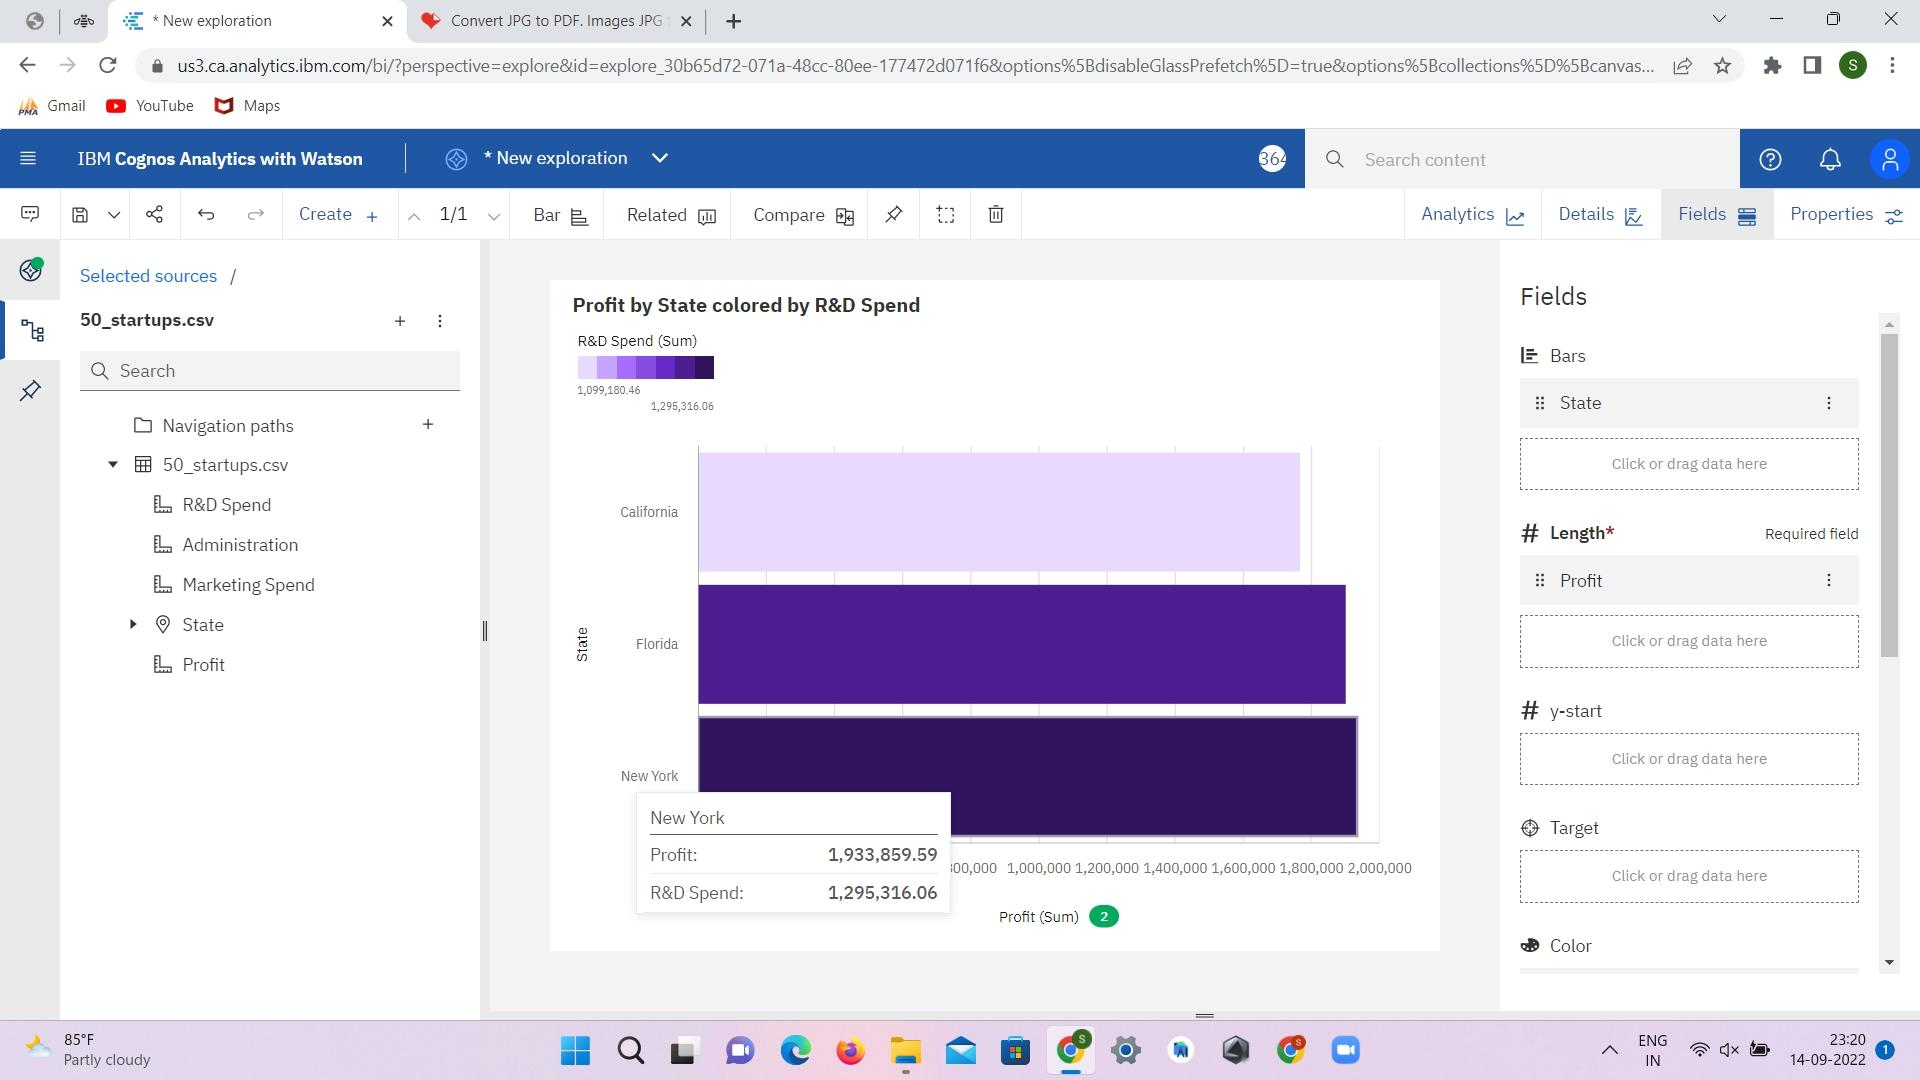 * New exploration
Convert JPG to PDF. Images JPG
us3.ca.analytics.ibm.com/bi/?perspective=explore&id=explore_30b65d72-071a-48cc-80ee-177472d071f6&options%5BdisableGlassPrefetch%5D=true&options%5Bcollections%5D%5Bcanvas...
S
PMA Gmail YouTube Maps
IBM Cognos Analytics with Watson
* New exploration
364
Search content
Create + 1/1 Bar Related Compare
Analytics Details Fields Properties
Selected sources /
50_startups.csv
Search
Navigation paths
50_startups.csv
R&D Spend
Administration
Marketing Spend
State
Profit
Profit by State colored by R&D Spend
R&D Spend (Sum)
1,099,180.46
1,295,316.06
California
Florida
New York
State
New York
Profit: 1,933,859.59
R&D Spend: 1,295,316.06
00,000 1,000,000 1,200,000 1,400,000 1,600,000 1,800,000 2,000,000
Profit (Sum) 2
Fields
Bars
State
Click or drag data here
# Length* Required field
Profit
Click or drag data here
# y-start
Click or drag data here
Target
Click or drag data here
Color
85°F
Partly cloudy
S
S
ENG
IN
23:20
14-09-2022
1